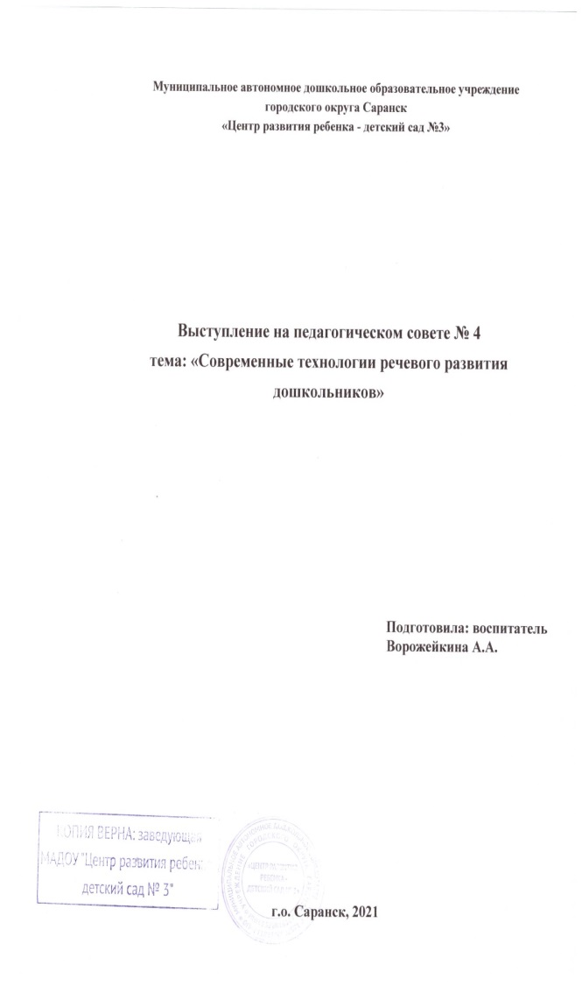 Муниципальное автономное дошкольное образовательное учреждение
городского округа Саранск
«Центр развития ребенка - детский сад №3»
Выступление на педагогическом совете № 4
тема: «Современные технологии речевого развития
дошкольников»
Подготовила: воспитатель
Ворожейкина А.А.
КОПИЯ ВЕРНА: заведующая
МАДОУ "Центр развития
детский сад № 3"
г.о. Саранск, 2021